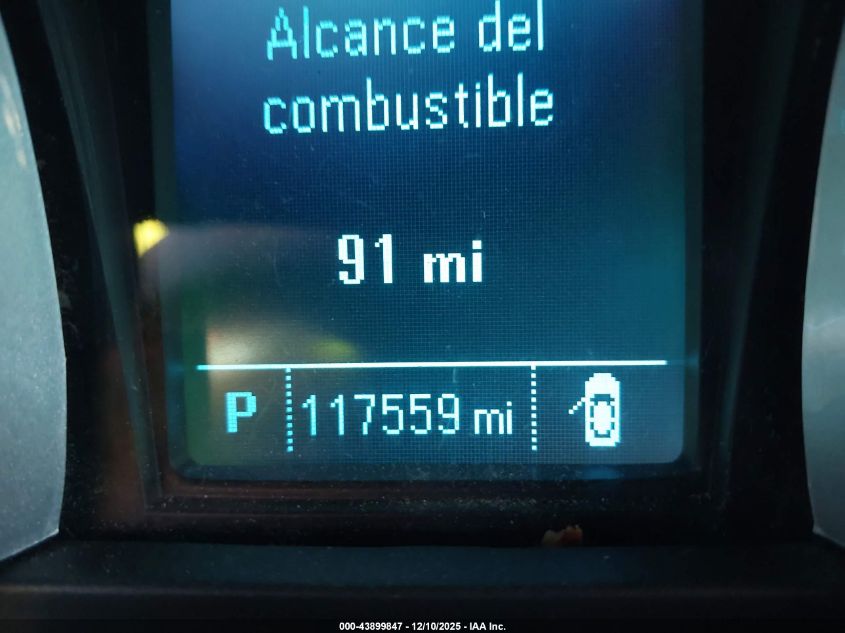 Alcance del
combustible
91 mi
P 117559 mi
000-43899847 - 12/10/2025 - IAA Inc.